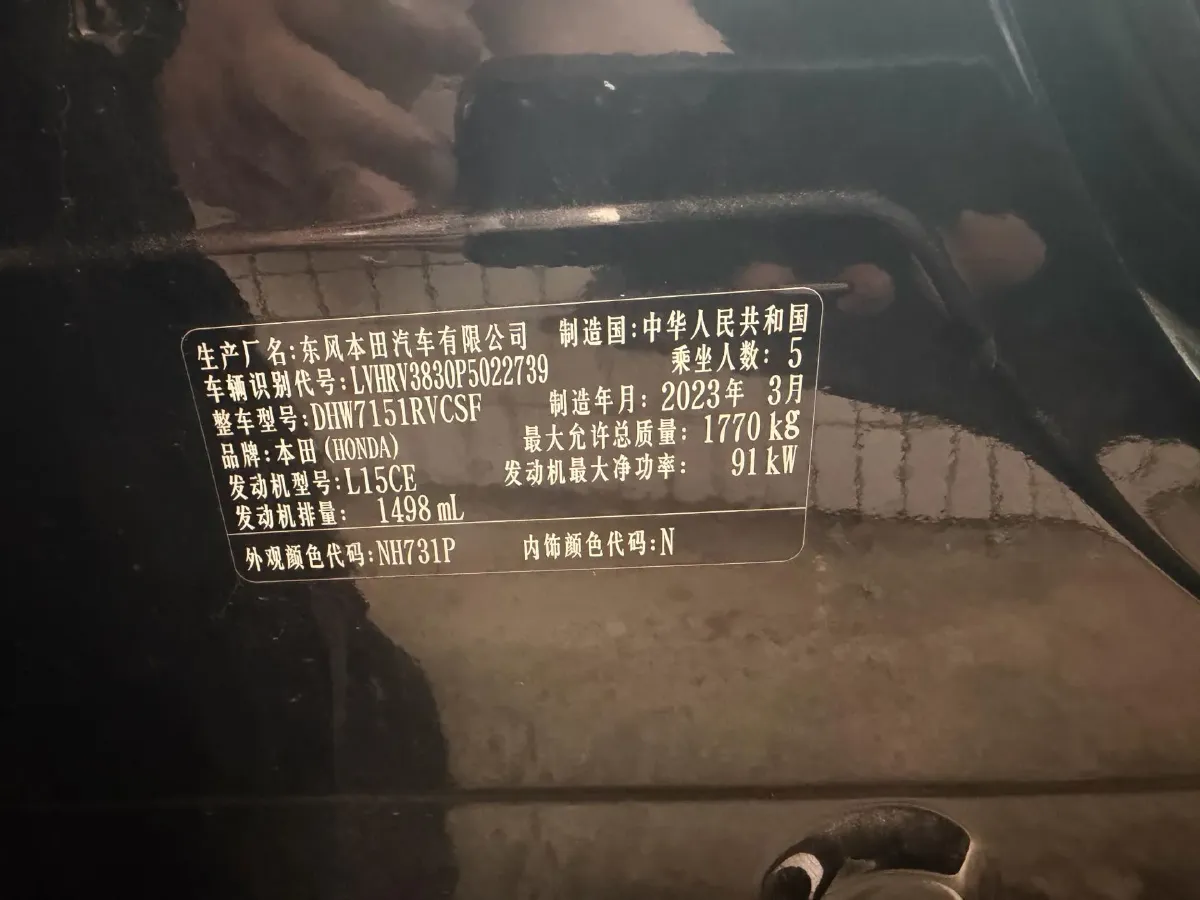 生产厂名:东风本田汽车有限公司 制造国:中华人民共和国
车辆识别代号:LVHRV3830P5022739 乘坐人数: 5
整车型号:DHW7151RVCSF 制造年月: 2023年 3月
品牌:本田(HONDA) 最大允许总质量: 1770 kg
发动机型号:L15CE 发动机最大净功率: 91 kW
发动机排量: 1498 mL
外观颜色代码:NH731P 内饰颜色代码:N